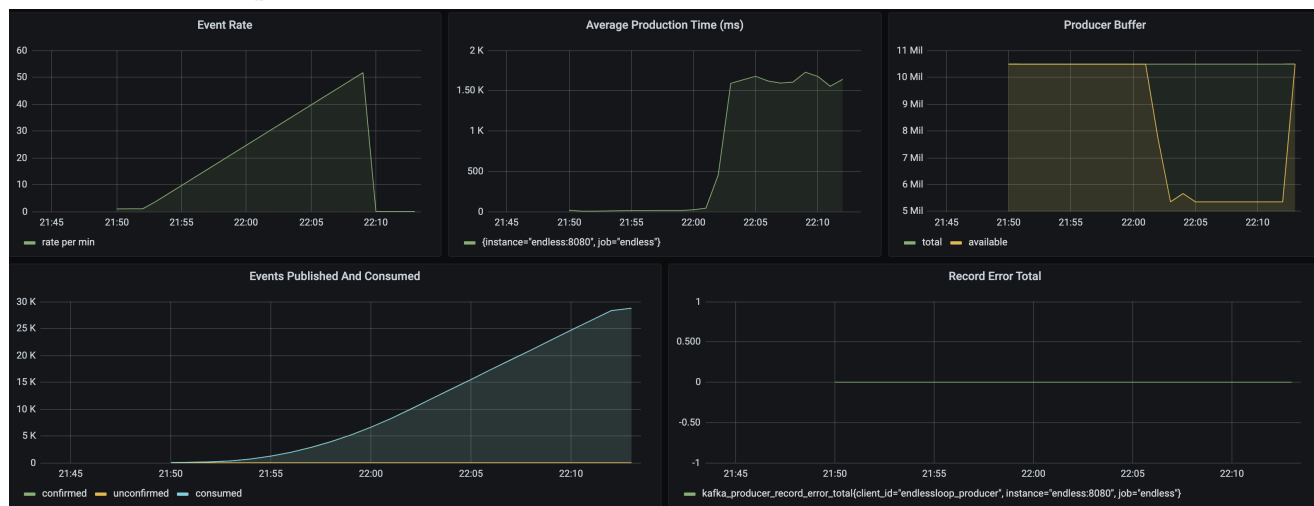 Event Rate
60
50
40
30
20
10
0
21:45 21:50 21:55 22:00 22:05 22:10
rate per min
Average Production Time (ms)
2 K
1.50 K
1 K
500
0
21:45 21:50 21:55 22:00 22:05 22:10
{instance="endless:8080", job="endless"}
Producer Buffer
11 Mil
10 Mil
9 Mil
8 Mil
7 Mil
6 Mil
5 Mil
21:45 21:50 21:55 22:00 22:05 22:10
total available
Events Published And Consumed
30 K
25 K
20 K
15 K
10 K
5 K
0
21:45 21:50 21:55 22:00 22:05 22:10
confirmed unconfirmed consumed
Record Error Total
1
0.500
0
-0.50
-1
21:45 21:50 21:55 22:00 22:05 22:10
kafka_producer_record_error_total{client_id="endlessloop_producer", instance="endless:8080", job="endless"}